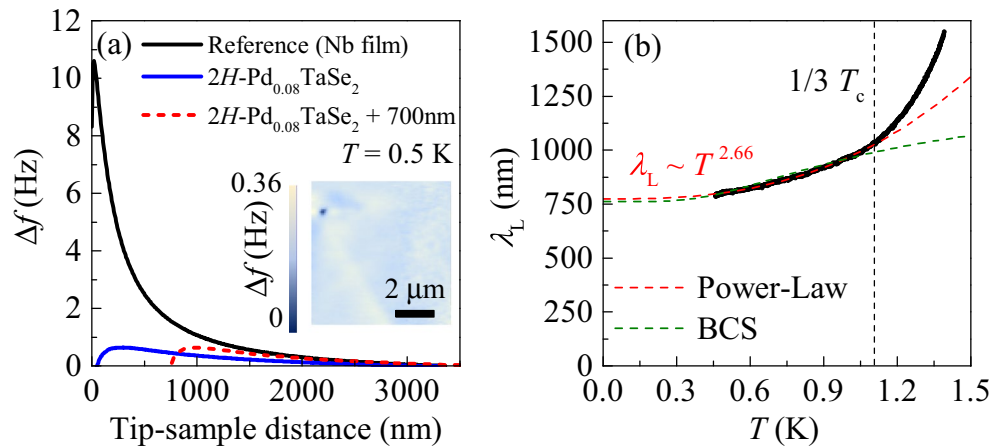 (a)
Reference (Nb film)
2H-Pd0.08TaSe2
2H-Pd0.08TaSe2 + 700nm
T = 0.5 K
12
10
8
6
4
2
0
Δf (Hz)
0.36
0
Δf (Hz)
2 μm
0 1000 2000 3000
Tip-sample distance (nm)
(b)
1/3 Tc
λL ~ T^2.66
Power-Law
BCS
1500
1250
1000
750
500
250
0
λL (nm)
0.0 0.3 0.6 0.9 1.2 1.5
T (K)